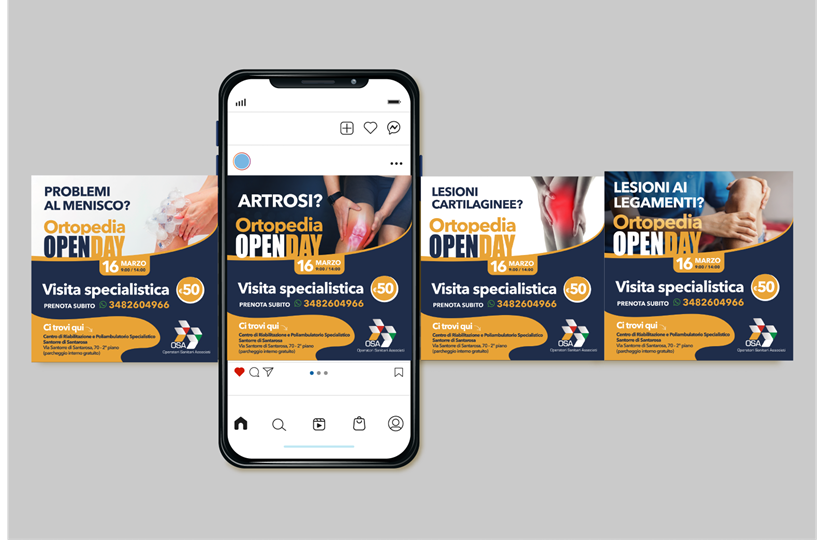 PROBLEMI
AL MENISCO?
Ortopedia
OPENDAY
16 MARZO
9:00 / 14:00
Visita specialistica
€50
PRENOTA SUBITO 3482604966
Ci trovi qui
Centro di Riabilitazione e Poliambulatorio Specialistico
Santorre di Santarosa
Via Santorre di Santarosa, 70 - 2° piano
(parcheggio interno gratuito)
OSA
Operatori Sanitari Associati
ARTROSI?
Ortopedia
OPENDAY
16 MARZO
9:00 / 14:00
Visita specialistica
€50
PRENOTA SUBITO 3482604966
Ci trovi qui
Centro di Riabilitazione e Poliambulatorio Specialistico
Santorre di Santarosa
Via Santorre di Santarosa, 70 - 2° piano
(parcheggio interno gratuito)
OSA
Operatori Sanitari Associati
LESIONI
CARTILAGINEE?
Ortopedia
OPENDAY
16 MARZO
9:00 / 14:00
Visita specialistica
€50
PRENOTA SUBITO 3482604966
Ci trovi qui
Centro di Riabilitazione e Poliambulatorio Specialistico
Santorre di Santarosa
Via Santorre di Santarosa, 70 - 2° piano
(parcheggio interno gratuito)
OSA
Operatori Sanitari Associati
LESIONI AI
LEGAMENTI?
Ortopedia
OPENDAY
16 MARZO
9:00 / 14:00
Visita specialistica
€50
PRENOTA SUBITO 3482604966
Ci trovi qui
Centro di Riabilitazione e Poliambulatorio Specialistico
Santorre di Santarosa
Via Santorre di Santarosa, 70 - 2° piano
(parcheggio interno gratuito)
OSA
Operatori Sanitari Associati